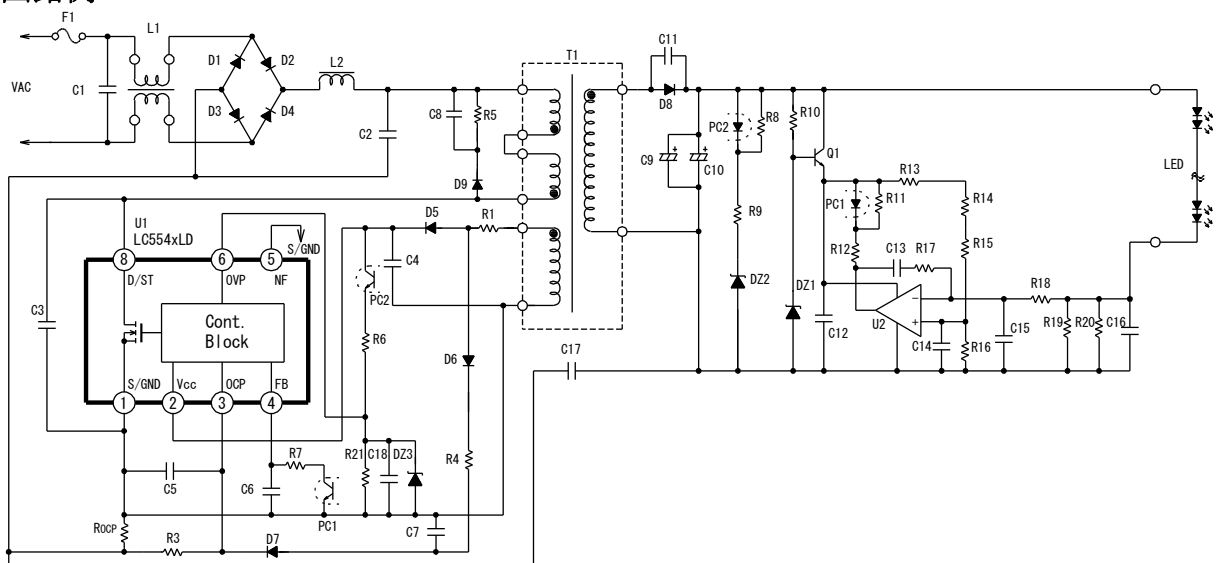 F1
L1
VAC
C1
D1
D2
D3
D4
L2
C2
C8
R5
D9
T1
C11
D8
PC2
R8
R10
C9
+
+
C10
Q1
R13
PC1
R11
R14
LED
R9
R12
C13
R17
R15
DZ2
DZ1
U2
−
+
R18
C12
C14
R16
C15
R19
R20
C16
C17
U1
LC554xLD
S/GND
8
6
5
D/ST
OVP
NF
C3
Cont.
Block
S/GND
Vcc
OCP
FB
1
2
3
4
D5
R1
C4
PC2
R6
D6
R4
R7
R21
C18
DZ3
C5
C6
PC1
C7
ROCP
R3
D7